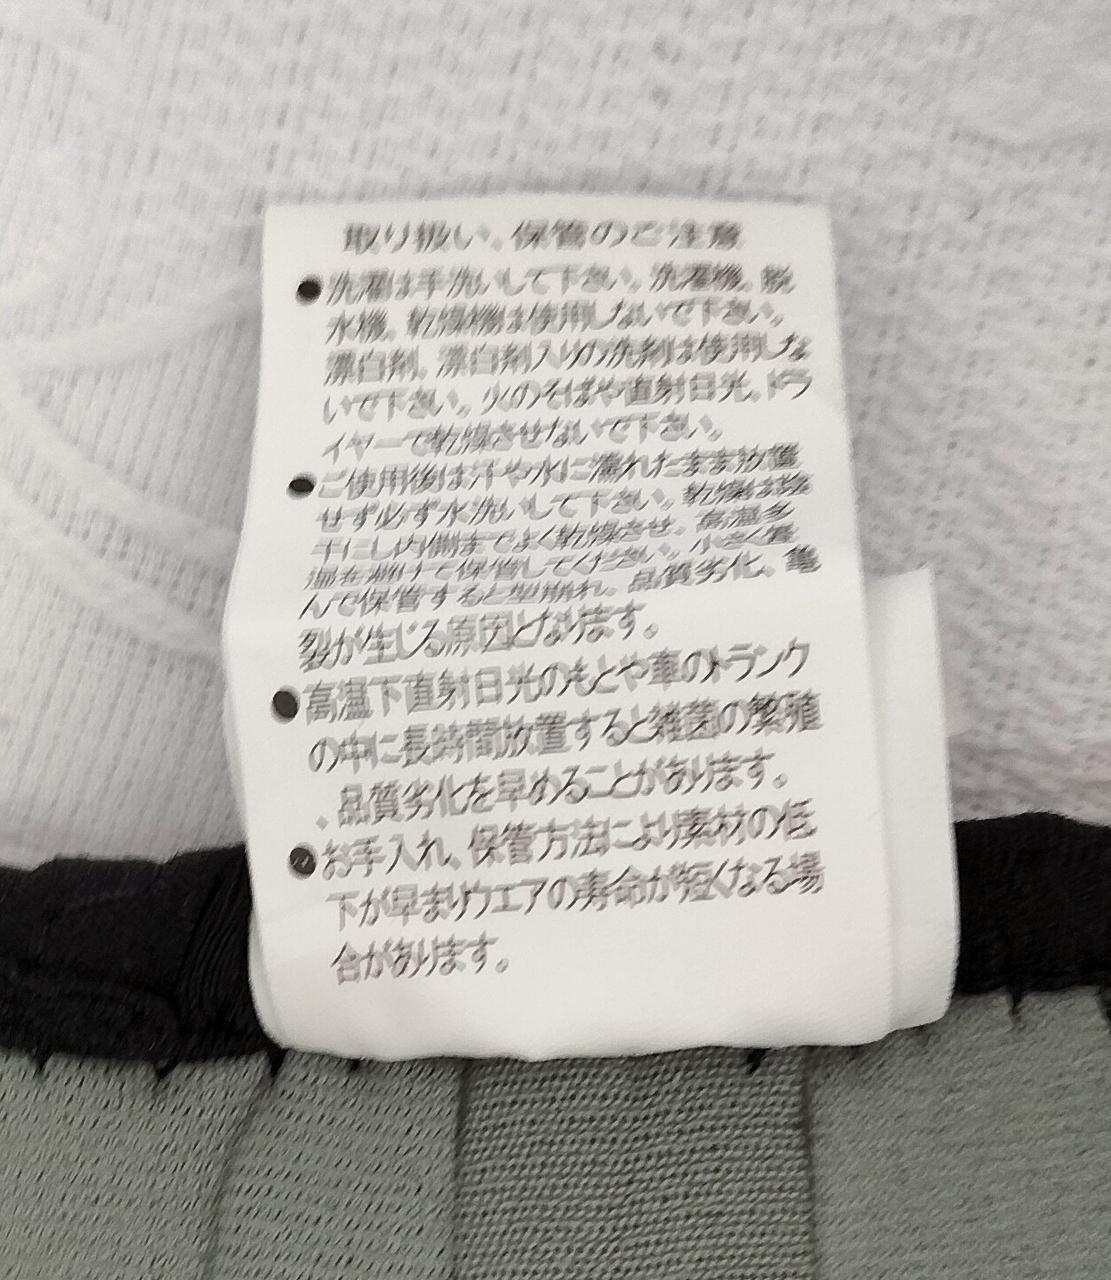 取り扱い、保管のご注意
●洗濯は手洗いして下さい。洗濯機、脱
水機、乾燥機は使用しないで下さい。
漂白剤、漂白剤入りの洗剤は使用しな
いで下さい。火のそばや直射日光、ドラ
イヤーで乾燥させないで下さい。
●ご使用後は汗や水に濡れたまま放置
せず必ず水洗いして下さい。乾燥は陰
干にし内側までよく乾燥させ、高温多
湿を避けて保管してください。小さく畳
んで保管すると型崩れ、品質劣化、亀
裂が生じる原因となります。
●高温下直射日光のもとや車のトランク
の中に長時間放置すると雑菌の繁殖
、品質劣化を早めることがあります。
●お手入れ、保管方法により素材の低
下が早まりウエアの寿命が短くなる場
合があります。